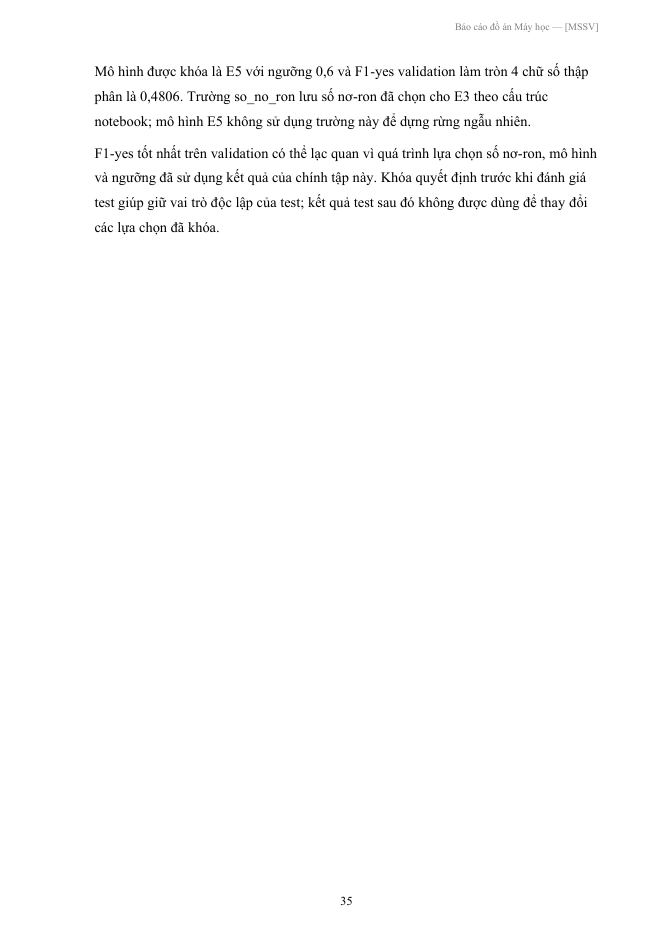 Báo cáo đồ án Máy học — [MSSV]
Mô hình được khóa là E5 với ngưỡng 0,6 và F1-yes validation làm tròn 4 chữ số thập
phân là 0,4806. Trường so_no_ron lưu số nơ-ron đã chọn cho E3 theo cấu trúc
notebook; mô hình E5 không sử dụng trường này để dựng rừng ngẫu nhiên.
F1-yes tốt nhất trên validation có thể lạc quan vì quá trình lựa chọn số nơ-ron, mô hình
và ngưỡng đã sử dụng kết quả của chính tập này. Khóa quyết định trước khi đánh giá
test giúp giữ vai trò độc lập của test; kết quả test sau đó không được dùng để thay đổi
các lựa chọn đã khóa.
35